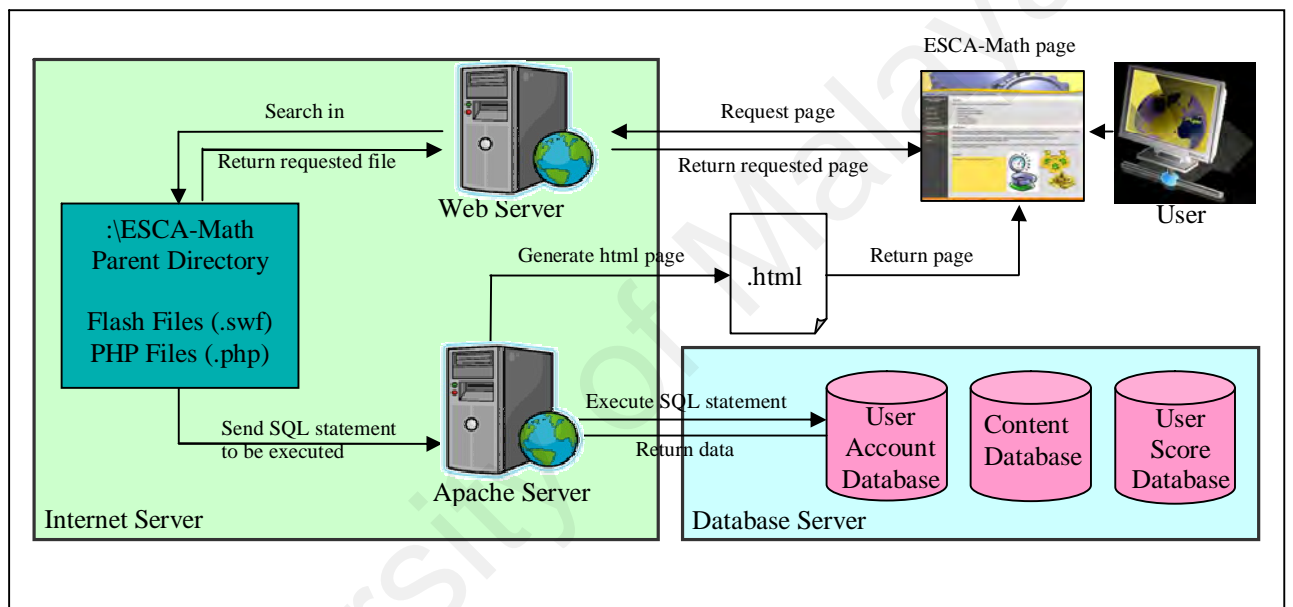 ESCA-Math page
Search in
Request page
Return requested file
Return requested page
Web Server
User
:\ESCA-Math
Parent Directory
Flash Files (.swf)
PHP Files (.php)
Generate html page
.html
Return page
Send SQL statement
to be executed
Execute SQL statement
Return data
Apache Server
User
Account
Database
Content
Database
User
Score
Database
Internet Server
Database Server
ersity of Malaya